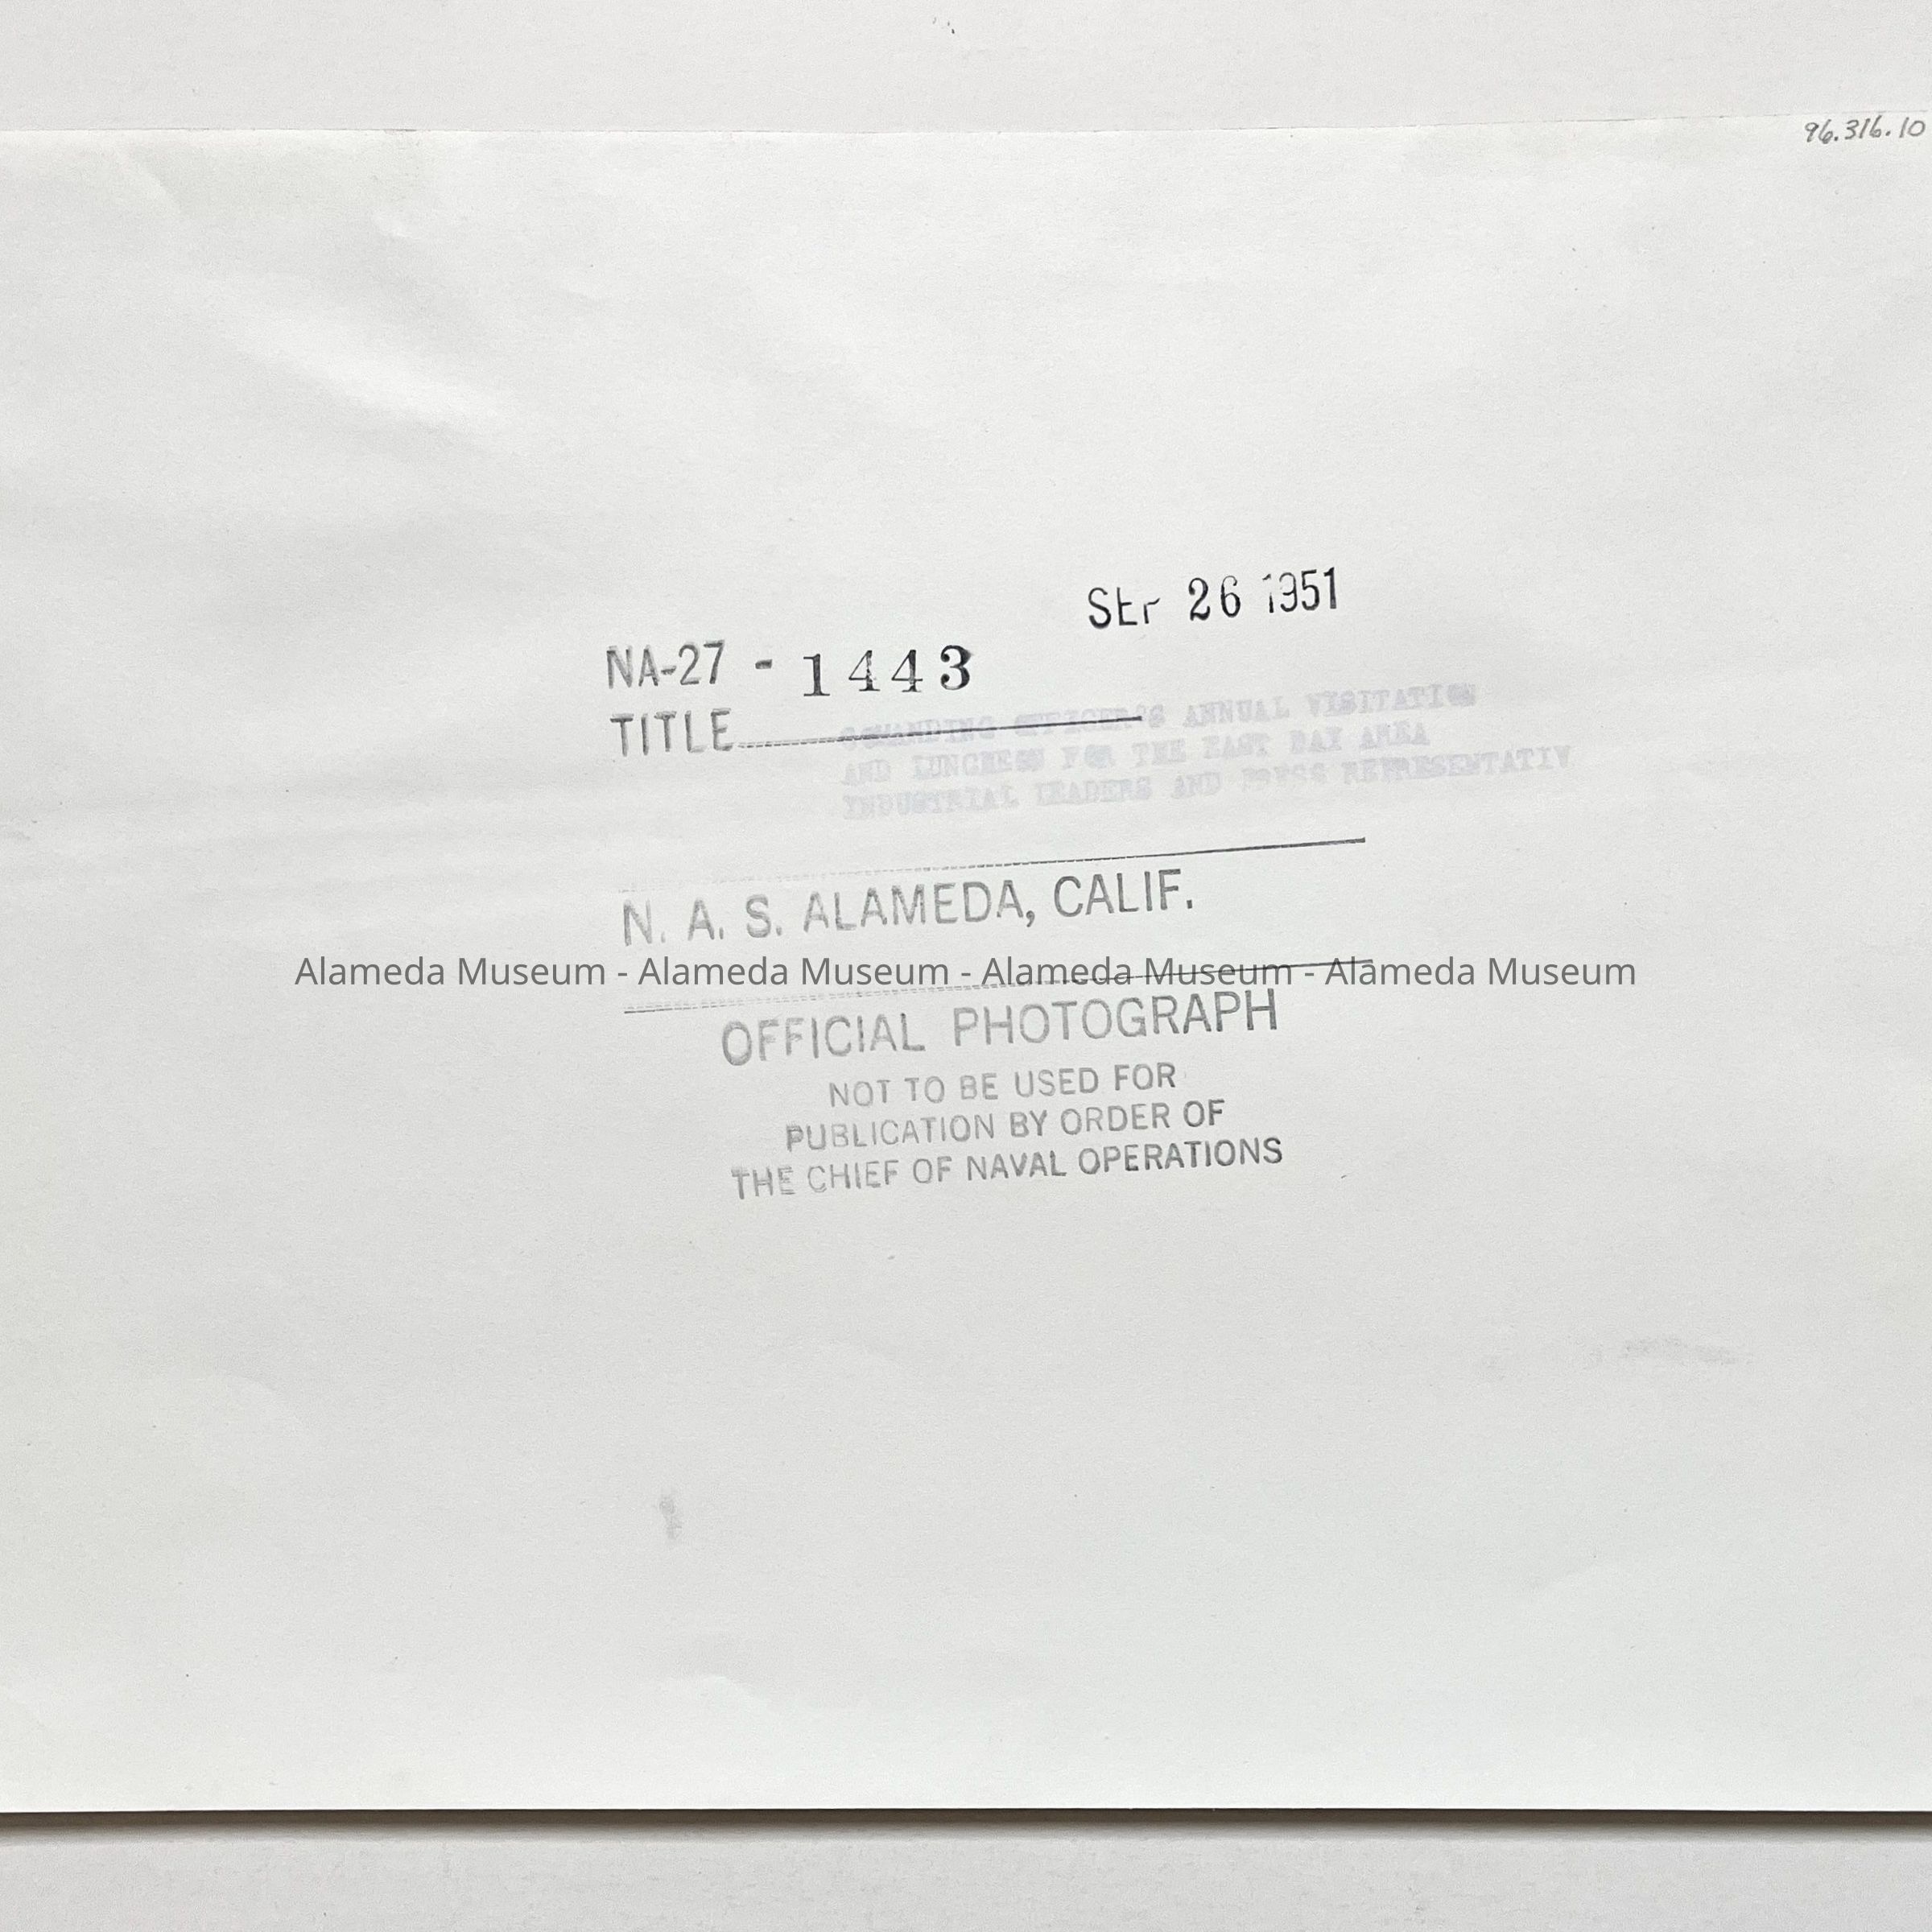 96.316.10
SEP 26 1951
NA-27 - 1443
TITLE
COMANDING OFFICER'S ANNUAL VISITATION
AND LUNCHEON FOR THE EAST BAY AREA
INDUSTRIAL LEADERS AND PRESS REPRESENTATIV
N. A. S. ALAMEDA, CALIF.
Alameda Museum - Alameda Museum - Alameda Museum - Alameda Museum
OFFICIAL PHOTOGRAPH
NOT TO BE USED FOR
PUBLICATION BY ORDER OF
THE CHIEF OF NAVAL OPERATIONS